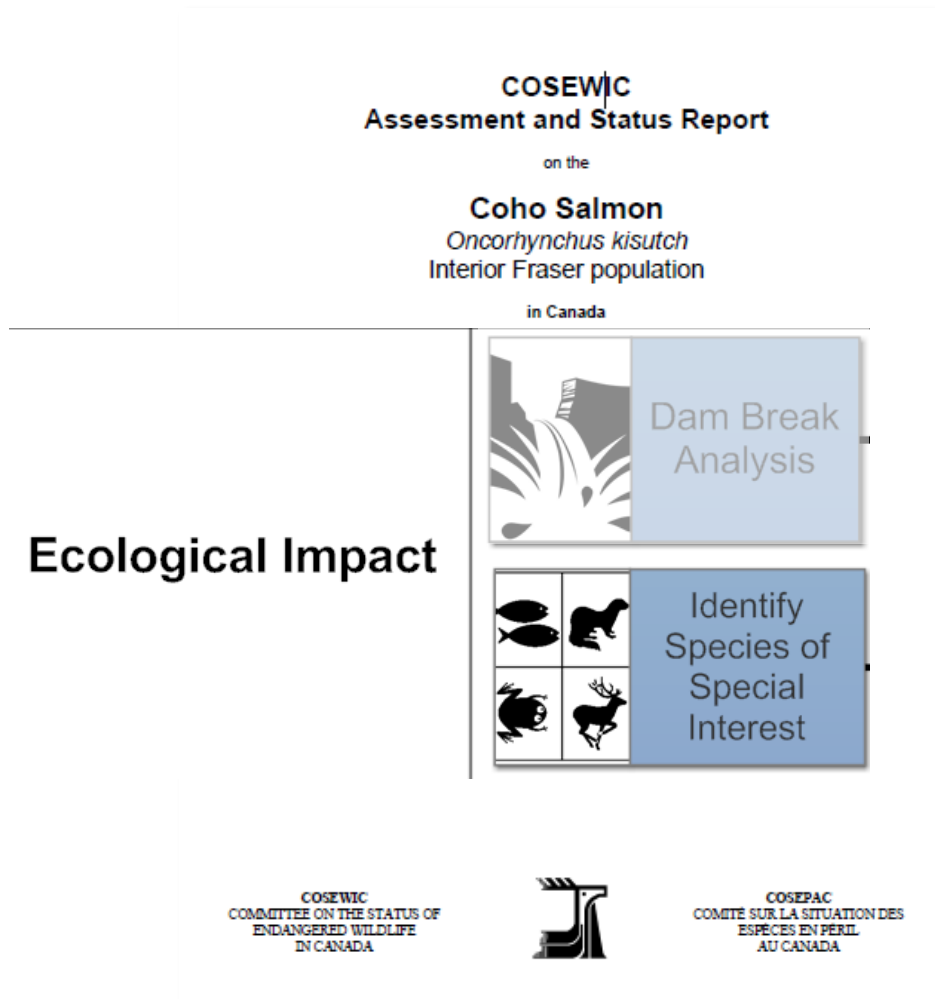 COSEWIC
Assessment and Status Report
on the
Coho Salmon
Oncorhynchus kisutch
Interior Fraser population
in Canada
Ecological Impact
Dam Break
Analysis
Identify
Species of
Special
Interest
COSEWIC
COMMITTEE ON THE STATUS OF
ENDANGERED WILDLIFE
IN CANADA
COSEPAC
COMITÉ SUR LA SITUATION DES
ESPÈCES EN PÉRIL
AU CANADA